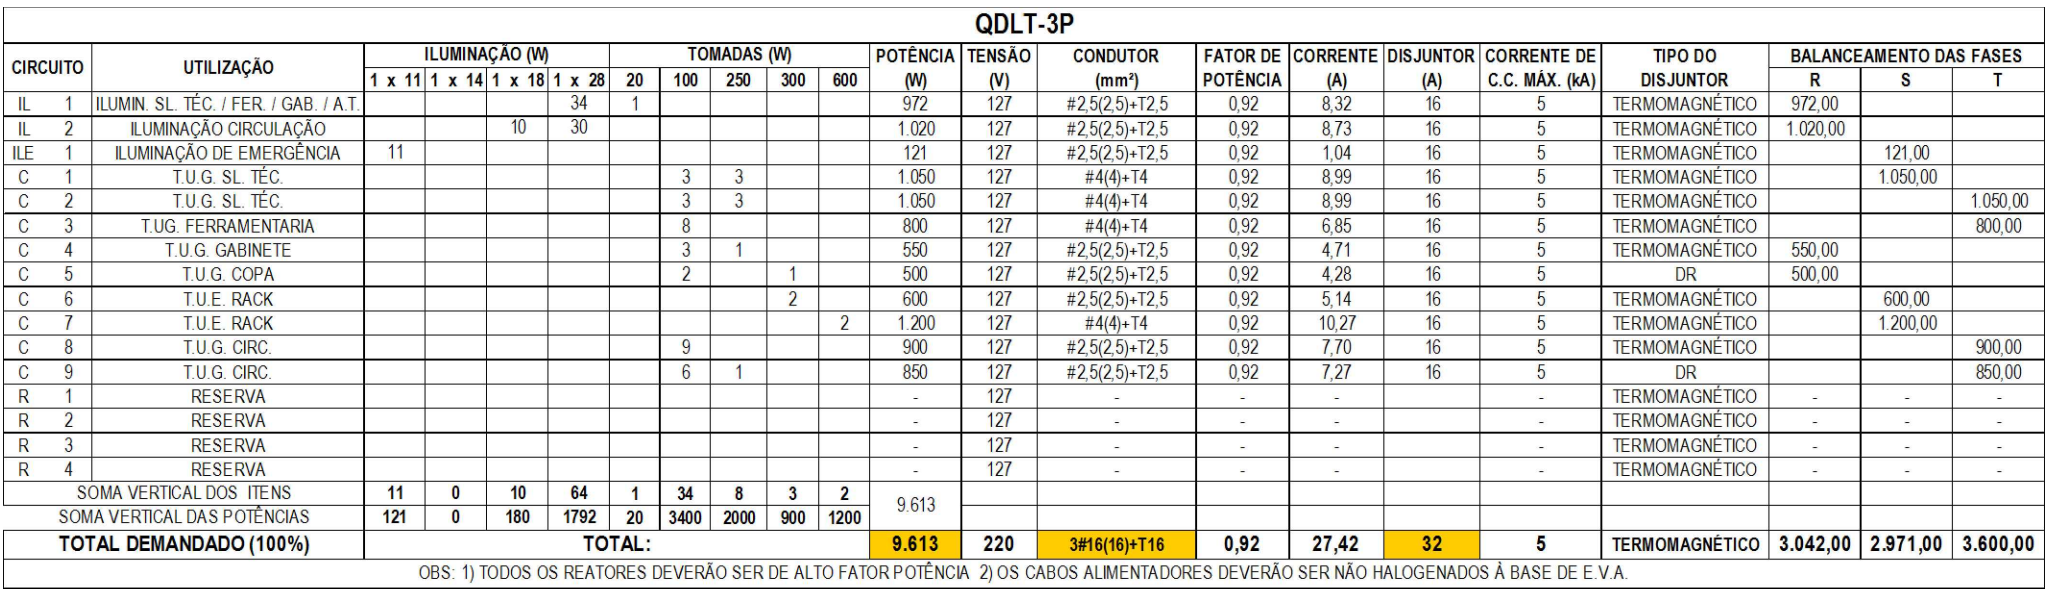 QDLT-3P
CIRCUITO UTILIZAÇÃO ILUMINAÇÃO (W) TOMADAS (W) POTÊNCIA (W) TENSÃO (V) CONDUTOR (mm²) FATOR DE POTÊNCIA CORRENTE (A) DISJUNTOR (A) CORRENTE DE C.C. MÁX. (kA) TIPO DO DISJUNTOR BALANCEAMENTO DAS FASES
1 x 11 1 x 14 1 x 18 1 x 28 20 100 250 300 600 R S T
IL 1 ILUMIN. SL. TÉC. / FER. / GAB. / A.T. 34 1 972 127 #2,5(2,5)+T2,5 0,92 8,32 16 5 TERMOMAGNÉTICO 972,00
IL 2 ILUMINAÇÃO CIRCULAÇÃO 10 30 1.020 127 #2,5(2,5)+T2,5 0,92 8,73 16 5 TERMOMAGNÉTICO 1.020,00
ILE 1 ILUMINAÇÃO DE EMERGÊNCIA 11 121 127 #2,5(2,5)+T2,5 0,92 1,04 16 5 TERMOMAGNÉTICO 121,00
C 1 T.U.G. SL. TÉC. 3 3 1.050 127 #4(4)+T4 0,92 8,99 16 5 TERMOMAGNÉTICO 1.050,00
C 2 T.U.G. SL. TÉC. 3 3 1.050 127 #4(4)+T4 0,92 8,99 16 5 TERMOMAGNÉTICO 1.050,00
C 3 T.UG. FERRAMENTARIA 8 800 127 #4(4)+T4 0,92 6,85 16 5 TERMOMAGNÉTICO 800,00
C 4 T.U.G. GABINETE 3 1 550 127 #2,5(2,5)+T2,5 0,92 4,71 16 5 TERMOMAGNÉTICO 550,00
C 5 T.U.G. COPA 2 1 500 127 #2,5(2,5)+T2,5 0,92 4,28 16 5 DR 500,00
C 6 T.U.E. RACK 2 600 127 #2,5(2,5)+T2,5 0,92 5,14 16 5 TERMOMAGNÉTICO 600,00
C 7 T.U.E. RACK 2 1.200 127 #4(4)+T4 0,92 10,27 16 5 TERMOMAGNÉTICO 1.200,00
C 8 T.U.G. CIRC. 9 900 127 #2,5(2,5)+T2,5 0,92 7,70 16 5 TERMOMAGNÉTICO 900,00
C 9 T.U.G. CIRC. 6 1 850 127 #2,5(2,5)+T2,5 0,92 7,27 16 5 DR 850,00
R 1 RESERVA - 127 - - - - TERMOMAGNÉTICO - - -
R 2 RESERVA - 127 - - - - TERMOMAGNÉTICO - - -
R 3 RESERVA - 127 - - - - TERMOMAGNÉTICO - - -
R 4 RESERVA - 127 - - - - TERMOMAGNÉTICO - - -
SOMA VERTICAL DOS ITENS 11 0 10 64 1 34 8 3 2 9.613
SOMA VERTICAL DAS POTÊNCIAS 121 0 180 1792 20 3400 2000 900 1200
TOTAL DEMANDADO (100%) TOTAL: 9.613 220 3#16(16)+T16 0,92 27,42 32 5 TERMOMAGNÉTICO 3.042,00 2.971,00 3.600,00
OBS: 1) TODOS OS REATORES DEVERÃO SER DE ALTO FATOR POTÊNCIA 2) OS CABOS ALIMENTADORES DEVERÃO SER NÃO HALOGENADOS À BASE DE E.V.A.